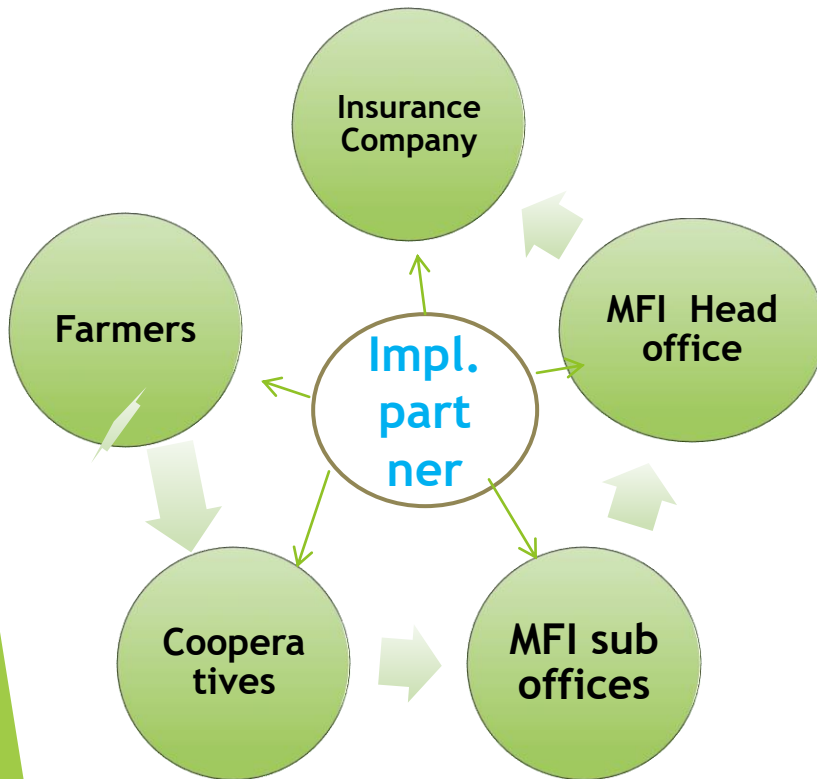 Insurance
Company
Farmers
MFI Head
office
Impl.
part
ner
Coopera
tives
MFI sub
offices